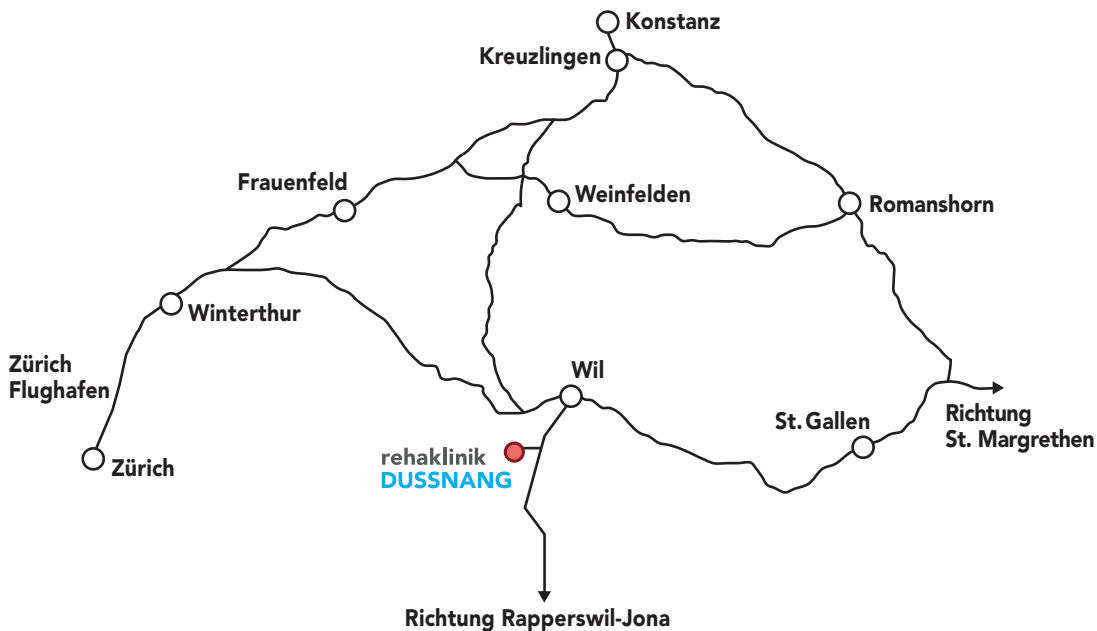 Konstanz
Kreuzlingen
Frauenfeld
Weinfelden
Romanshorn
Winterthur
Zürich
Flughafen
Wil
St. Gallen
Richtung
St. Margrethen
Zürich
rehaklinik
DUSSNANG
Richtung Rapperswil-Jona